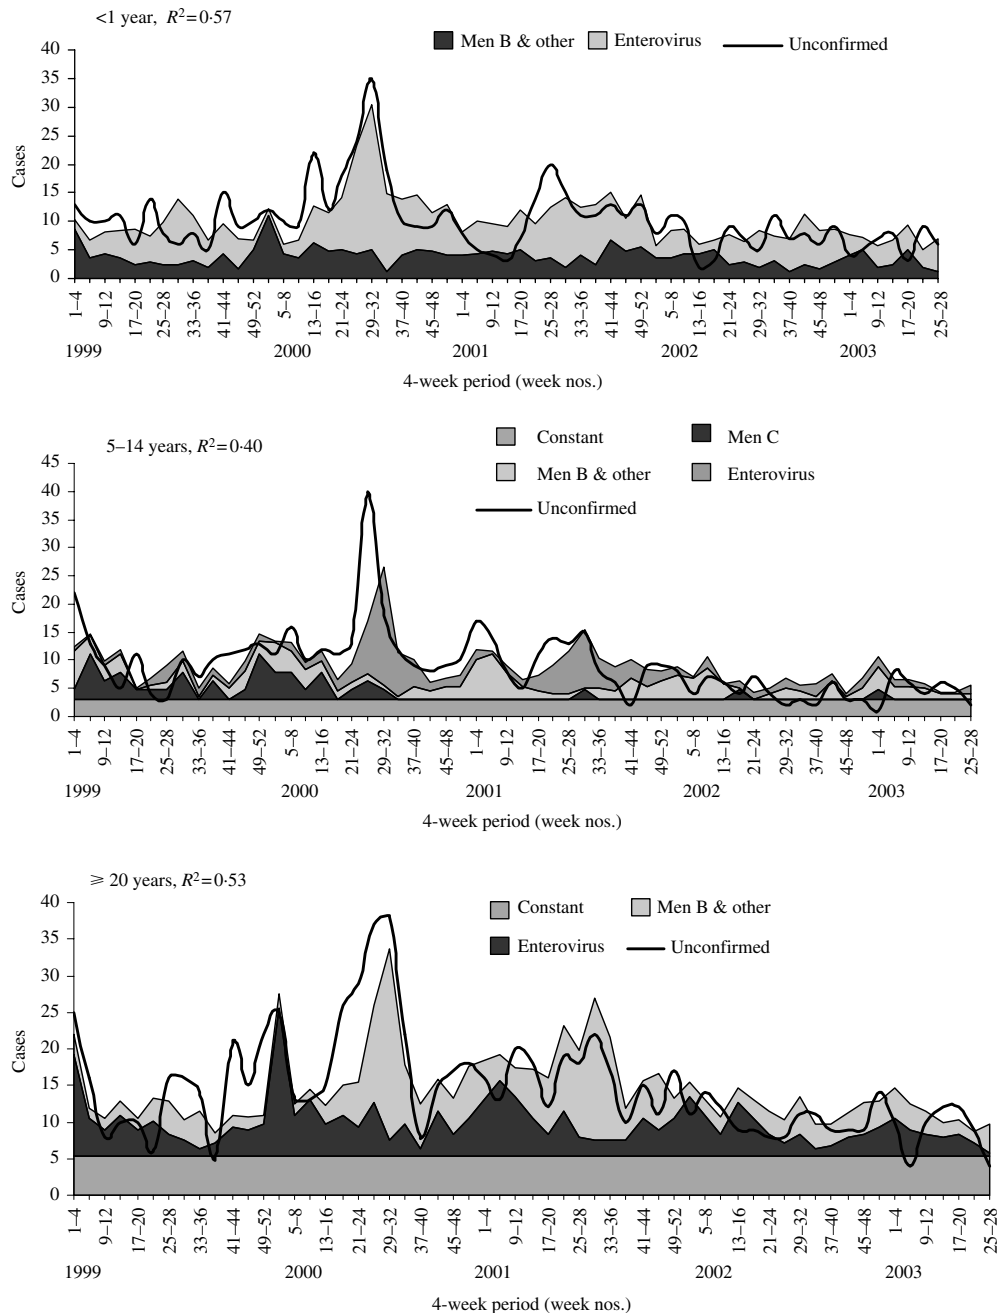 <1 year, R²=0·57
Men B & other Enterovirus Unconfirmed
40
35
30
25
20
15
10
5
0
Cases
1–4 9–12 17–20 25–28 33–36 41–44 49–52 5–8 13–16 21–24 29–32 37–40 45–48 1–4 9–12 17–20 25–28 33–36 41–44 49–52 5–8 13–16 21–24 29–32 37–40 45–48 1–4 9–12 17–20 25–28
1999 2000 2001 2002 2003
4-week period (week nos.)
5–14 years, R²=0·40
Constant Men C
Men B & other Enterovirus
Unconfirmed
45
40
35
30
25
20
15
10
5
0
Cases
1–4 9–12 17–20 25–28 33–36 41–44 49–52 5–8 13–16 21–24 29–32 37–40 45–48 1–4 9–12 17–20 25–28 33–36 41–44 49–52 5–8 13–16 21–24 29–32 37–40 45–48 1–4 9–12 17–20 25–28
1999 2000 2001 2002 2003
4-week period (week nos.)
⩾ 20 years, R²=0·53
Constant Men B & other
Enterovirus Unconfirmed
40
35
30
25
20
15
10
5
0
Cases
1–4 9–12 17–20 25–28 33–36 41–44 49–52 5–8 13–16 21–24 29–32 37–40 45–48 1–4 9–12 17–20 25–28 33–36 41–44 49–52 5–8 13–16 21–24 29–32 37–40 45–48 1–4 9–12 17–20 25–28
1999 2000 2001 2002 2003
4-week period (week nos.)